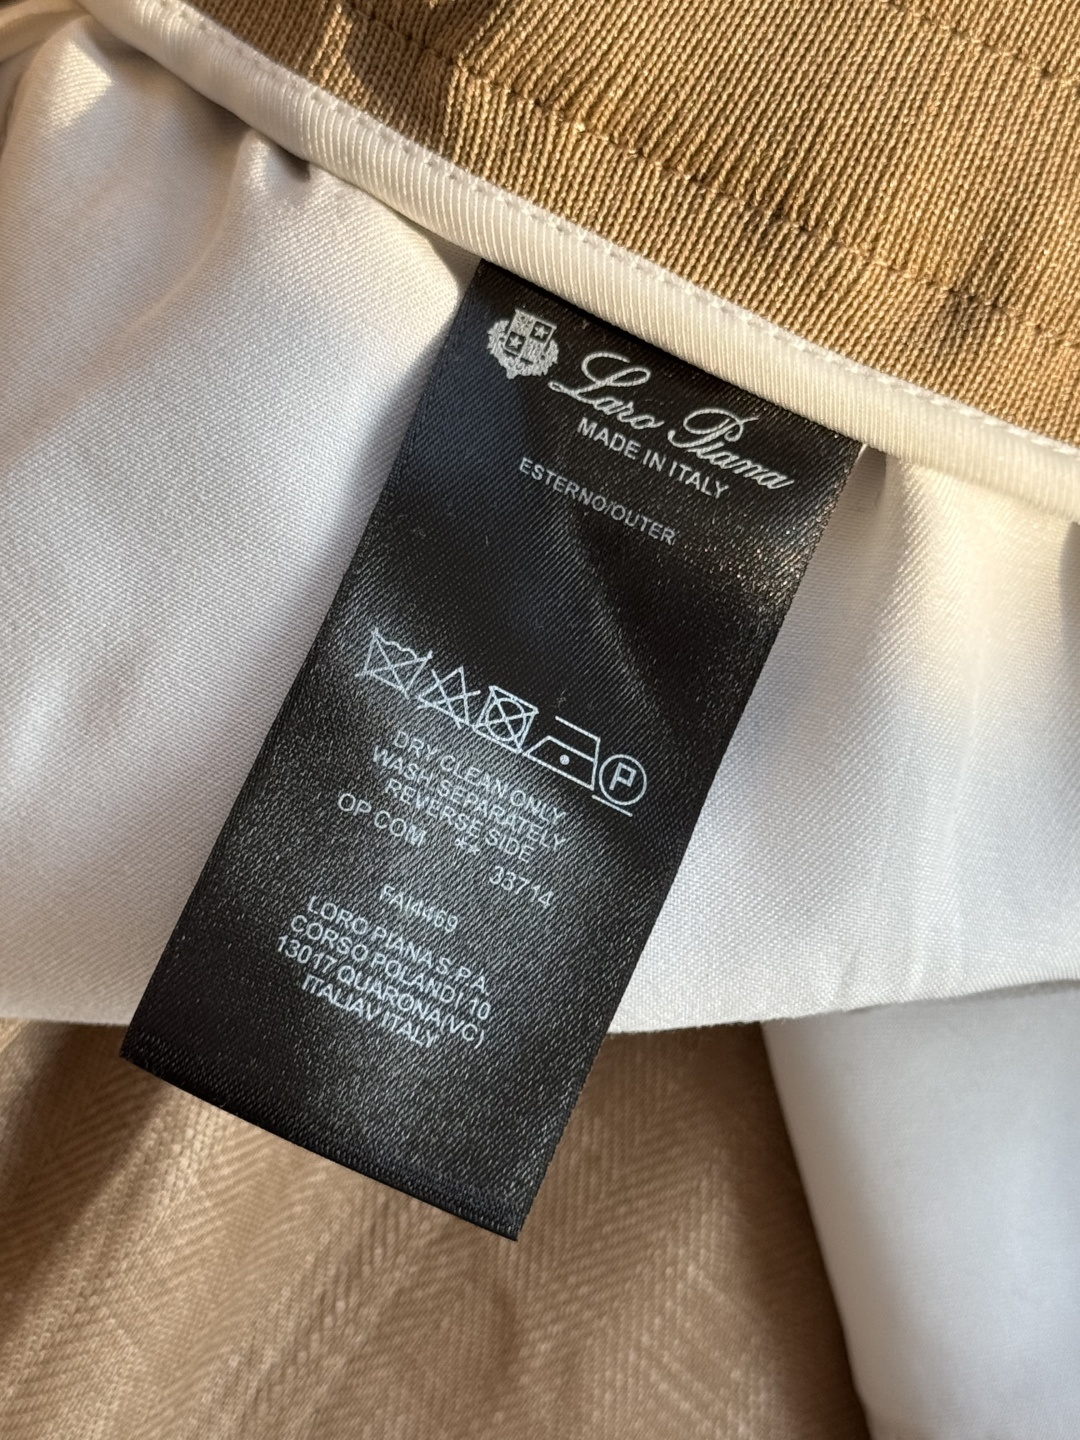 Loro Piana
MADE IN ITALY
ESTERNO/OUTER
P
DRY CLEAN ONLY
WASH SEPARATELY
REVERSE SIDE
OP COM ** 33714
FAI4469
LORO PIANA S.P.A.
CORSO POLANDI 10
13017 QUARONA(VC)
ITALIAV ITALY